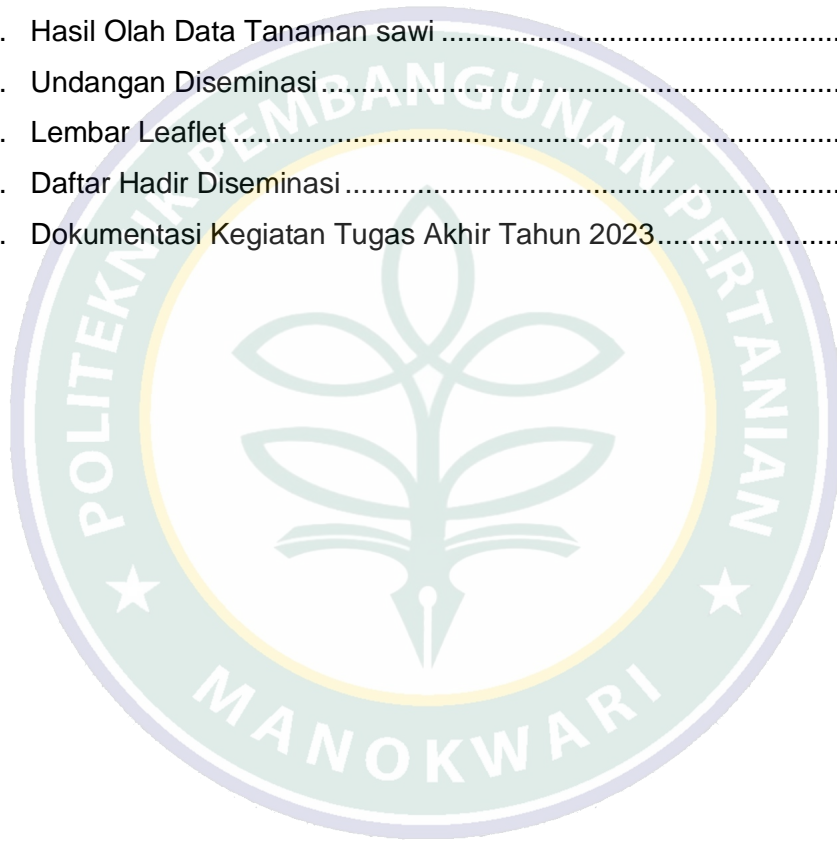 . Hasil Olah Data Tanaman sawi ....................................................
. Undangan Diseminasi ....................................................................
. Lembar Leaflet ...............................................................................
. Daftar Hadir Diseminasi .................................................................
. Dokumentasi Kegiatan Tugas Akhir Tahun 2023 .......................
POLITEKNIK PEMBANGUNAN PERTANIAN
MANOKWARI